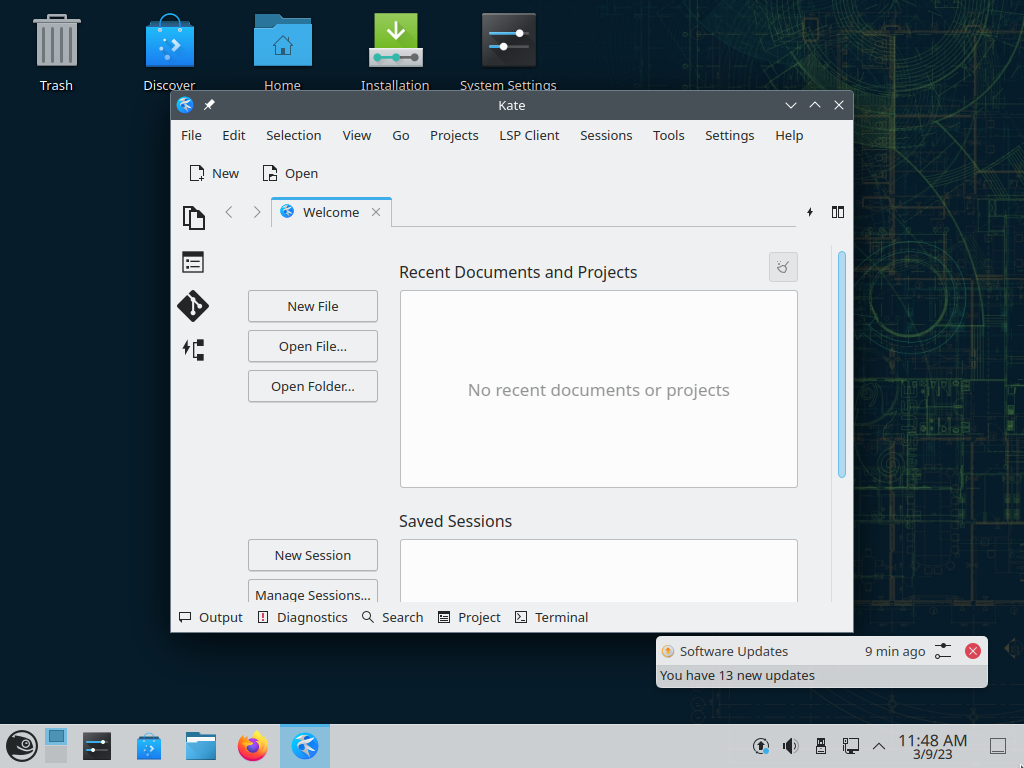 Trash
Discover
Home
Installation
System Settings
Kate
File Edit Selection View Go Projects LSP Client Sessions Tools Settings Help
New Open
Welcome
Recent Documents and Projects
New File
Open File...
Open Folder...
No recent documents or projects
Saved Sessions
New Session
Manage Sessions...
Output Diagnostics Search Project Terminal
Software Updates 9 min ago
You have 13 new updates
11:48 AM
3/9/23